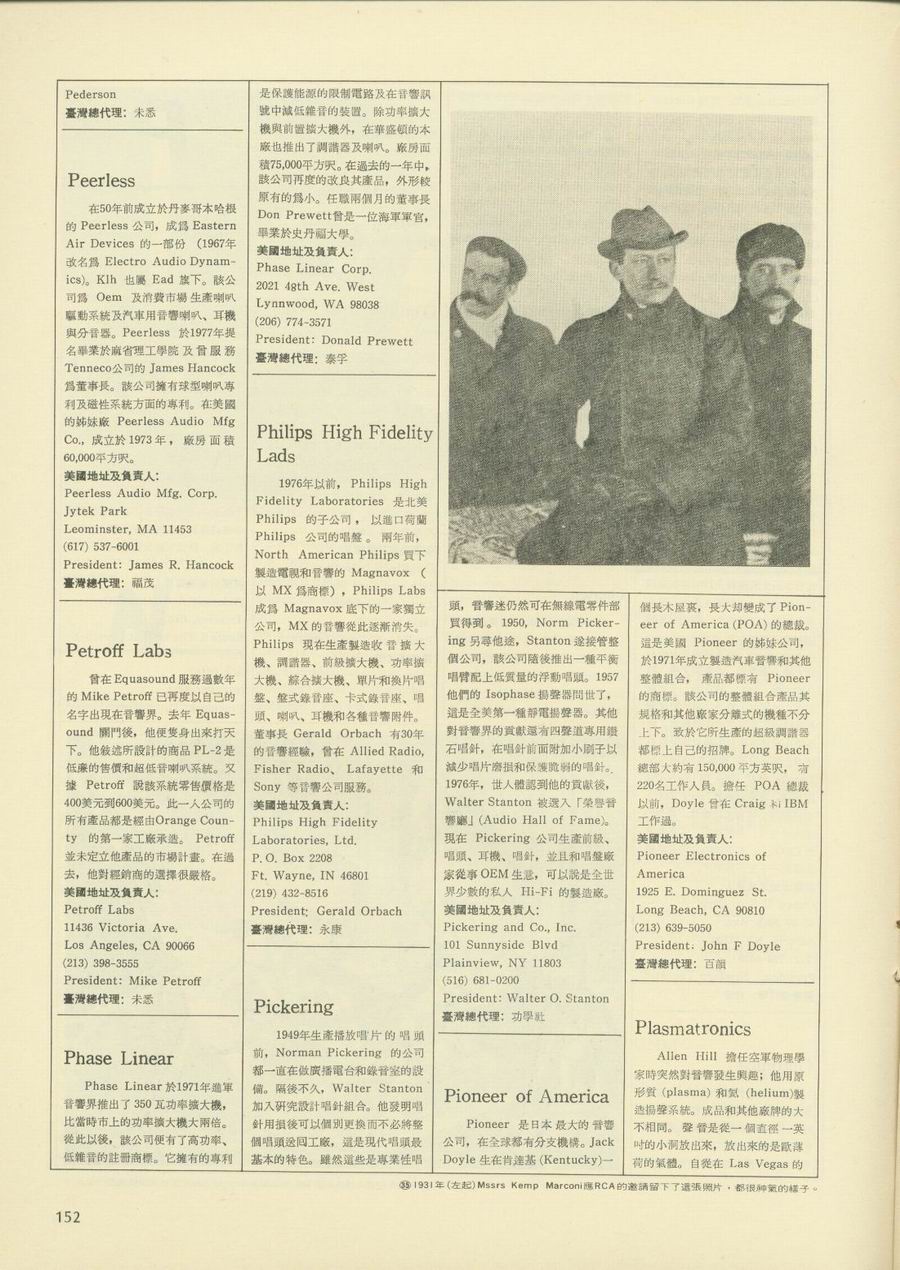 Pederson
臺灣總代理：未悉
Peerless
在50年前成立於丹麥哥本哈根
的 Peerless 公司，成爲 Eastern
Air Devices 的一部份 （1967年
改名爲 Electro Audio Dynam-
ics)。Klh 也屬 Ead 旗下。該公
司爲 Oem 及消費市場生產喇叭
驅動系統及汽車用音響喇叭、耳機
與分音器。Peerless 於1977年提
名畢業於麻省理工學院及曾服務
Tenneco公司的 James Hancock
爲董事長。該公司擁有球型喇叭專
利及磁性系統方面的專利。在美國
的姊妹廠 Peerless Audio Mfg
Co., 成立於1973年，廠房面積
60,000平方呎。
美國地址及負責人：
Peerless Audio Mfg. Corp.
Jytek Park
Leominster, MA 11453
(617) 537-6001
President: James R. Hancock
臺灣總代理：福茂
Petroff Labs
曾在 Equasound 服務過數年
的 Mike Petroff 已再度以自己的
名字出現在音響界。去年 Equas-
ound 關門後，他便隻身出來打天
下。他敍述所設計的商品 PL-2 是
低廉的售價和超低音喇叭系統。又
據 Petroff 說該系統零售價格是
400美元到600美元。此一人公司的
所有產品都是經由Orange Coun-
ty 的第一家工廠承造。 Petroff
並未定立他產品的市場計畫。在過
去，他對經銷商的選擇很嚴格。
美國地址及負責人：
Petroff Labs
11436 Victoria Ave.
Los Angeles, CA 90066
(213) 398-3555
President: Mike Petroff
臺灣總代理：未悉
Phase Linear
Phase Linear 於1971年進軍
音響界推出了 350 瓦功率擴大機，
比當時市上的功率擴大機大兩倍。
從此以後，該公司便有了高功率、
低雜音的註冊商標。它擁有的專利
是保護能源的限制電路及在音響訊
號中減低雜音的裝置。除功率擴大
機與前置擴大機外，在華盛頓的本
廠也推出了調諧器及喇叭。廠房面
積75,000平方呎。在過去的一年中，
該公司再度的改良其產品，外形較
原有的爲小。任職兩個月的董事長
Don Prewett曾是一位海軍軍官，
畢業於史丹福大學。
美國地址及負責人：
Phase Linear Corp.
2021 48th Ave. West
Lynnwood, WA 98038
(206) 774-3571
President: Donald Prewett
臺灣總代理：泰孚
Philips High Fidelity
Lads
1976年以前，Philips High
Fidelity Laboratories 是北美
Philips 的子公司，以進口荷蘭
Philips 公司的唱盤。兩年前，
North American Philips 買下
製造電視和音響的 Magnavox （
以 MX 爲商標），Philips Labs
成爲 Magnavox 底下的一家獨立
公司，MX 的音響從此逐漸消失。
Philips 現在生產製造收音擴大
機、調諧器、前級擴大機、功率擴
大機、綜合擴大機、單片和換片唱
盤、盤式錄音座、卡式錄音座、唱
頭、喇叭、耳機和各種音響附件。
董事長 Gerald Orbach 有30年
的音響經驗，曾在 Allied Radio,
Fisher Radio、 Lafayette 和
Sony 等音響公司服務。
美國地址及負責人：
Philips High Fidelity
Laboratories, Ltd.
P. O. Box 2208
Ft. Wayne, IN 46801
(219) 432-8516
President: Gerald Orbach
臺灣總代理：永康
Pickering
1949年生產播放唱片的唱頭
前，Norman Pickering 的公司
都一直在做廣播電台和錄音室的設
備。隔後不久，Walter Stanton
加入研究設計唱針組合。他發明唱
針用損後可以個別更換而不必將整
個唱頭送囘工廠，這是現代唱頭最
基本的特色。雖然這些是專業性唱
頭，音響迷仍然可在無線電零件部
買得到。1950, Norm Picker-
ing 另尋他途，Stanton 遂接管整
個公司，該公司隨後推出一種平衡
唱臂配上低質量的浮動唱頭。1957
他們的 Isophase 揚聲器問世了，
這是全美第一種靜電揚聲器。其他
對音響界的貢獻還有四聲道專用鑽
石唱針，在唱針前面附加小刷子以
減少唱片磨損和保護脆弱的唱針。
1976年，世人體認到他的貢獻後，
Walter Stanton 被選入「榮譽音
響廳」(Audio Hall of Fame)。
現在 Pickering 公司生產前級、
唱頭、耳機、唱針，並且和唱盤廠
家從事 OEM 生意，可以說是全世
界少數的私人 Hi-Fi 的製造廠。
美國地址及負責人：
Pickering and Co., Inc.
101 Sunnyside Blvd
Plainview, NY 11803
(516) 681-0200
President: Walter O. Stanton
臺灣總代理：功學社
Pioneer of America
Pioneer 是日本最大的音響
公司，在全球都有分支機構。Jack
Doyle 生在肯達基 (Kentucky)一
個長木屋裏，長大却變成了 Pion-
eer of America (POA) 的總裁。
這是美國 Pioneer 的姊妹公司，
於1971年成立製造汽車音響和其他
整體組合， 產品都標有 Pioneer
的商標。該公司的整體組合產品其
規格和其他廠家分離式的機種不分
上下。致於它所生產的超級調諧器
都標上自己的招牌。Long Beach
總部大約有 150,000 平方英呎，有
220名工作人員。擔任 POA 總裁
以前，Doyle 曾在 Craig 和 IBM
工作過。
美國地址及負責人：
Pioneer Electronics of
America
1925 E. Dominguez St.
Long Beach, CA 90810
(213) 639-5050
President: John F Doyle
臺灣總代理：百韻
Plasmatronics
Allen Hill 擔任空軍物理學
家時突然對音響發生興趣；他用原
形質 (plasma) 和氦 (helium)製
造揚聲系統。成品和其他廠牌的大
不相同。聲音是從一個直徑一英
吋的小洞放出來，放出來的是歐薄
荷的氣體。自從在 Las Vegas 的
㉟1931年(左起)Mssrs Kemp Marconi應RCA的邀請留下了這張照片，都很神氣的樣子。
152